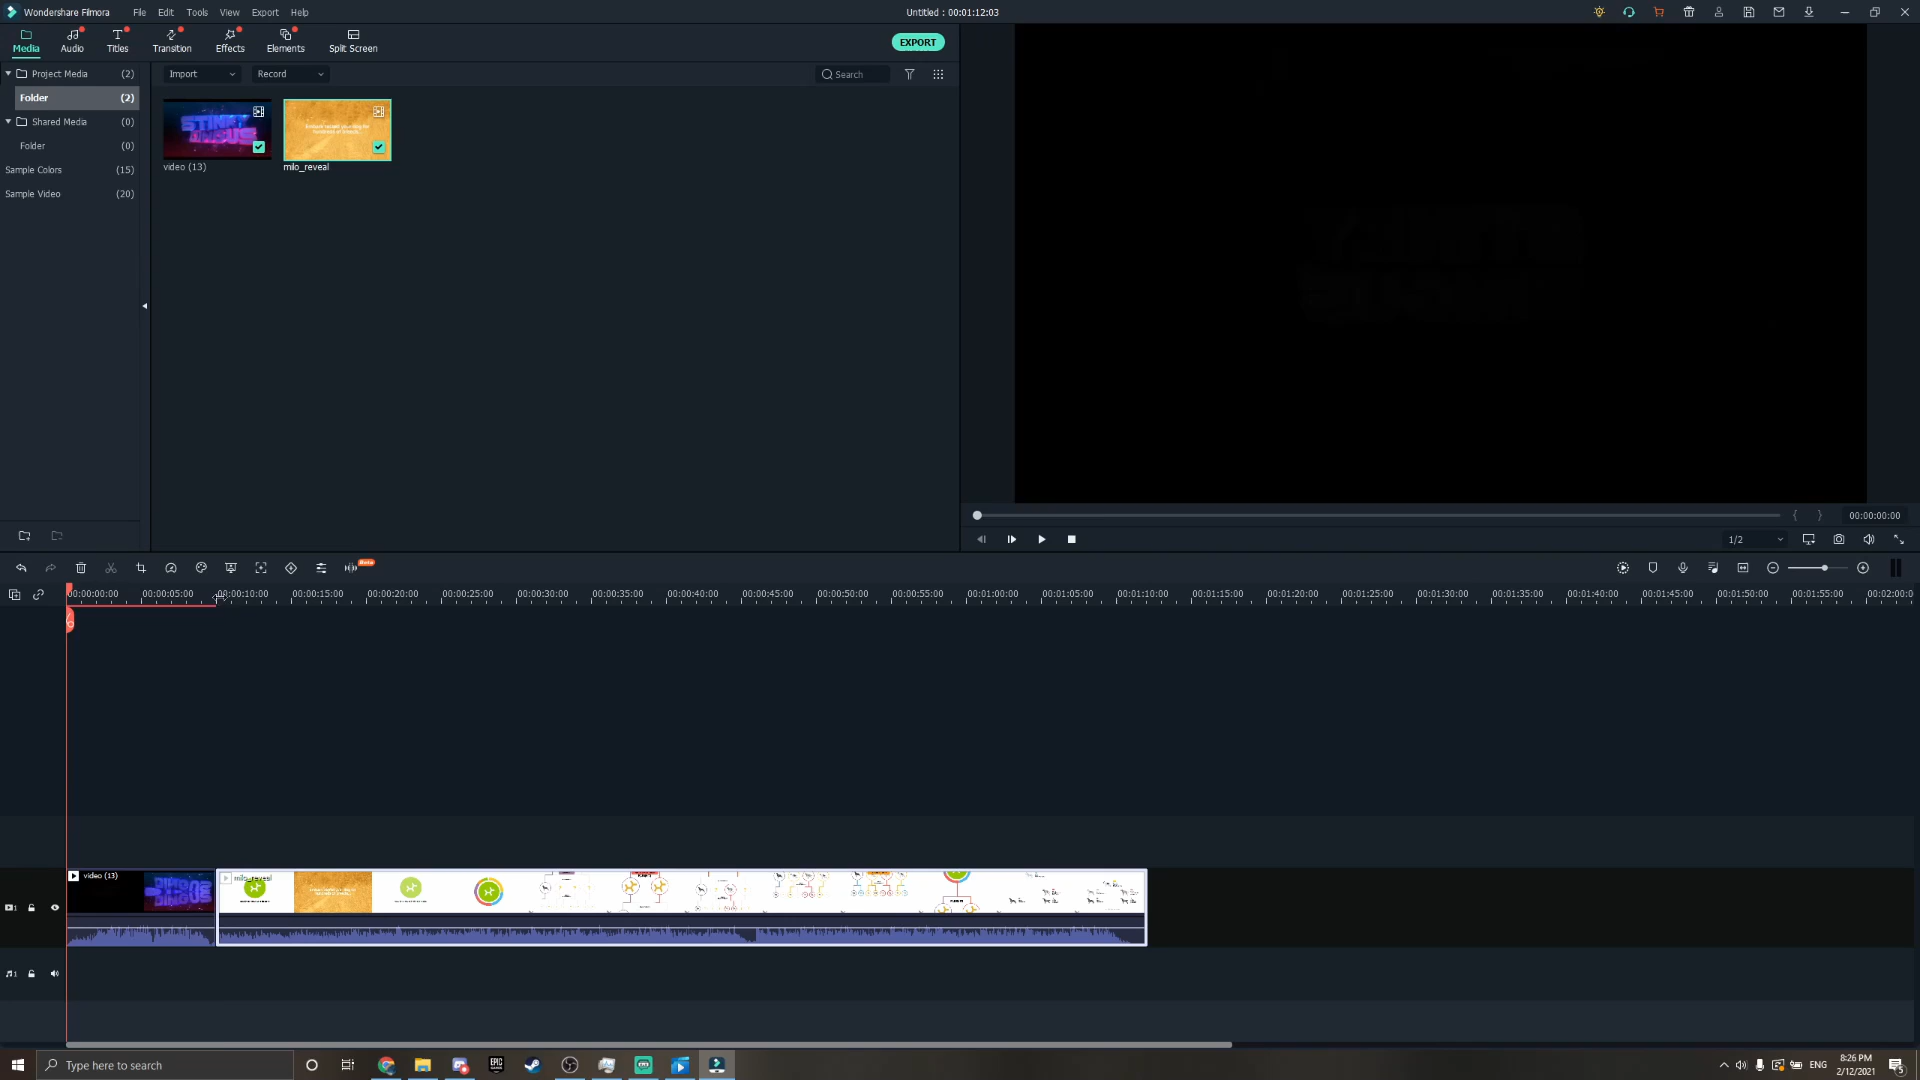 Wondershare Filmora File Edit Tools View Export Help Untitled : 00:01:12:03
Media Audio Titles Transition Effects Elements Split Screen EXPORT
Project Media (2) Import Record Search
Folder (2)
Shared Media (0)
Folder (0)
Sample Colors (15)
Sample Video (20)
video (13) milo_reveal
00:00:00:00
1/2
Beta
00:00:00:00 00:00:05:00 00:00:10:00 00:00:15:00 00:00:20:00 00:00:25:00 00:00:30:00 00:00:35:00 00:00:40:00 00:00:45:00 00:00:50:00 00:00:55:00 00:01:00:00 00:01:05:00 00:01:10:00 00:01:15:00 00:01:20:00 00:01:25:00 00:01:30:00 00:01:35:00 00:01:40:00 00:01:45:00 00:01:50:00 00:01:55:00 00:02:00:0
video (13) milo_reveal
1
1
Type here to search
EPIC GAMES
ENG
8:26 PM
2/12/2021
5